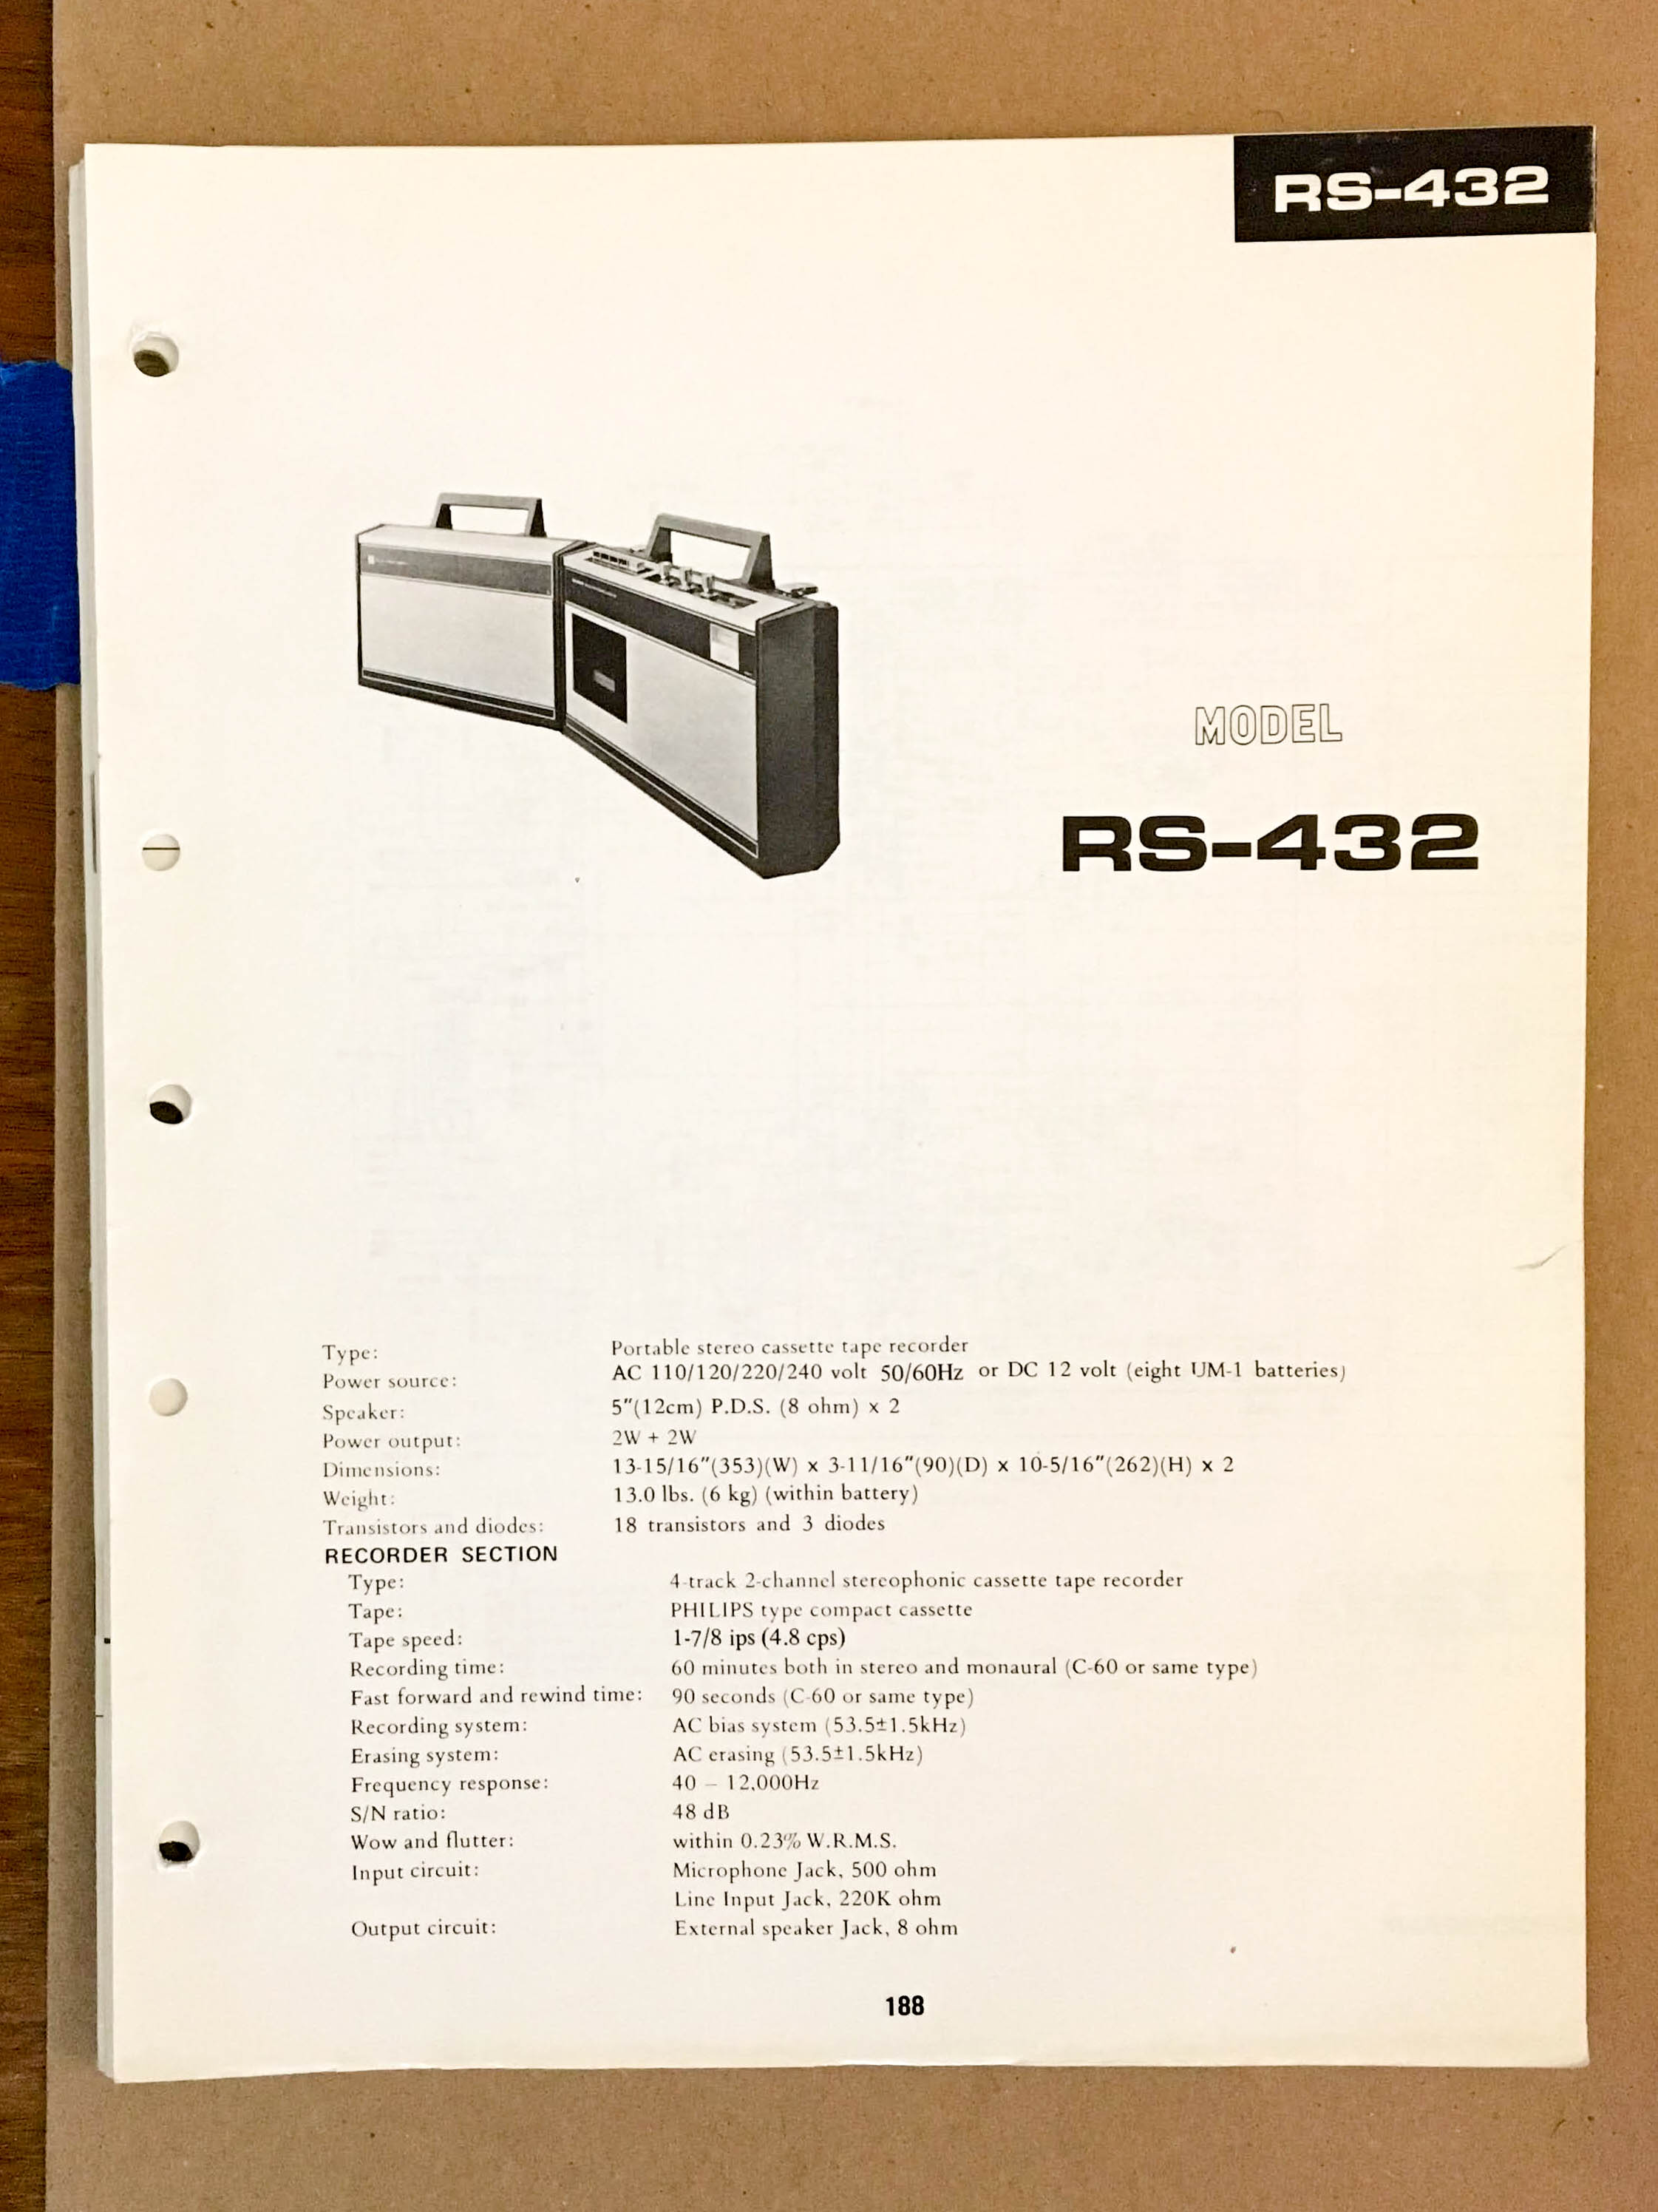 RS-432
MODEL
RS-432
Type: Portable stereo cassette tape recorder
Power source: AC 110/120/220/240 volt 50/60Hz or DC 12 volt (eight UM-1 batteries)
Speaker: 5"(12cm) P.D.S. (8 ohm) x 2
Power output: 2W + 2W
Dimensions: 13-15/16"(353)(W) x 3-11/16"(90)(D) x 10-5/16"(262)(H) x 2
Weight: 13.0 lbs. (6 kg) (within battery)
Transistors and diodes: 18 transistors and 3 diodes
RECORDER SECTION
Type: 4-track 2-channel stereophonic cassette tape recorder
Tape: PHILIPS type compact cassette
Tape speed: 1-7/8 ips (4.8 cps)
Recording time: 60 minutes both in stereo and monaural (C-60 or same type)
Fast forward and rewind time: 90 seconds (C-60 or same type)
Recording system: AC bias system (53.5±1.5kHz)
Erasing system: AC erasing (53.5±1.5kHz)
Frequency response: 40 – 12,000Hz
S/N ratio: 48 dB
Wow and flutter: within 0.23% W.R.M.S.
Input circuit: Microphone Jack, 500 ohm
Line Input Jack, 220K ohm
Output circuit: External speaker Jack, 8 ohm
188